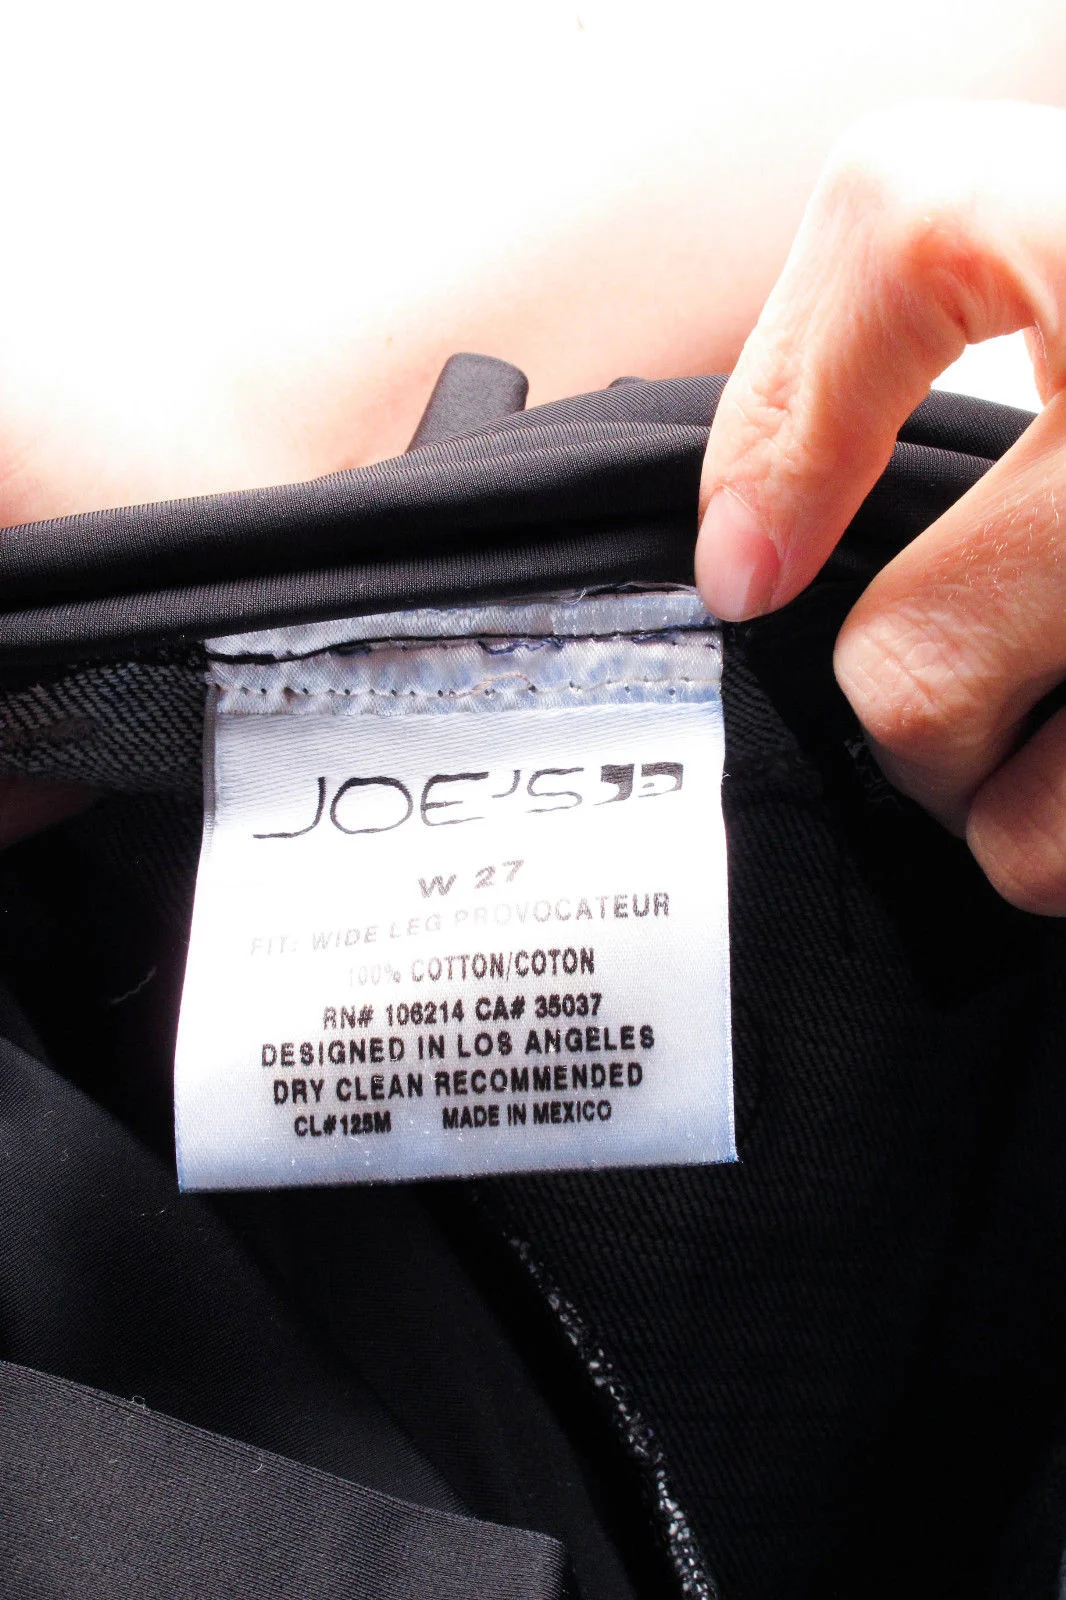 JOE'S
W 27
FIT: WIDE LEG PROVOCATEUR
100% COTTON/COTON
RN# 106214 CA# 35037
DESIGNED IN LOS ANGELES
DRY CLEAN RECOMMENDED
CL#125M MADE IN MEXICO